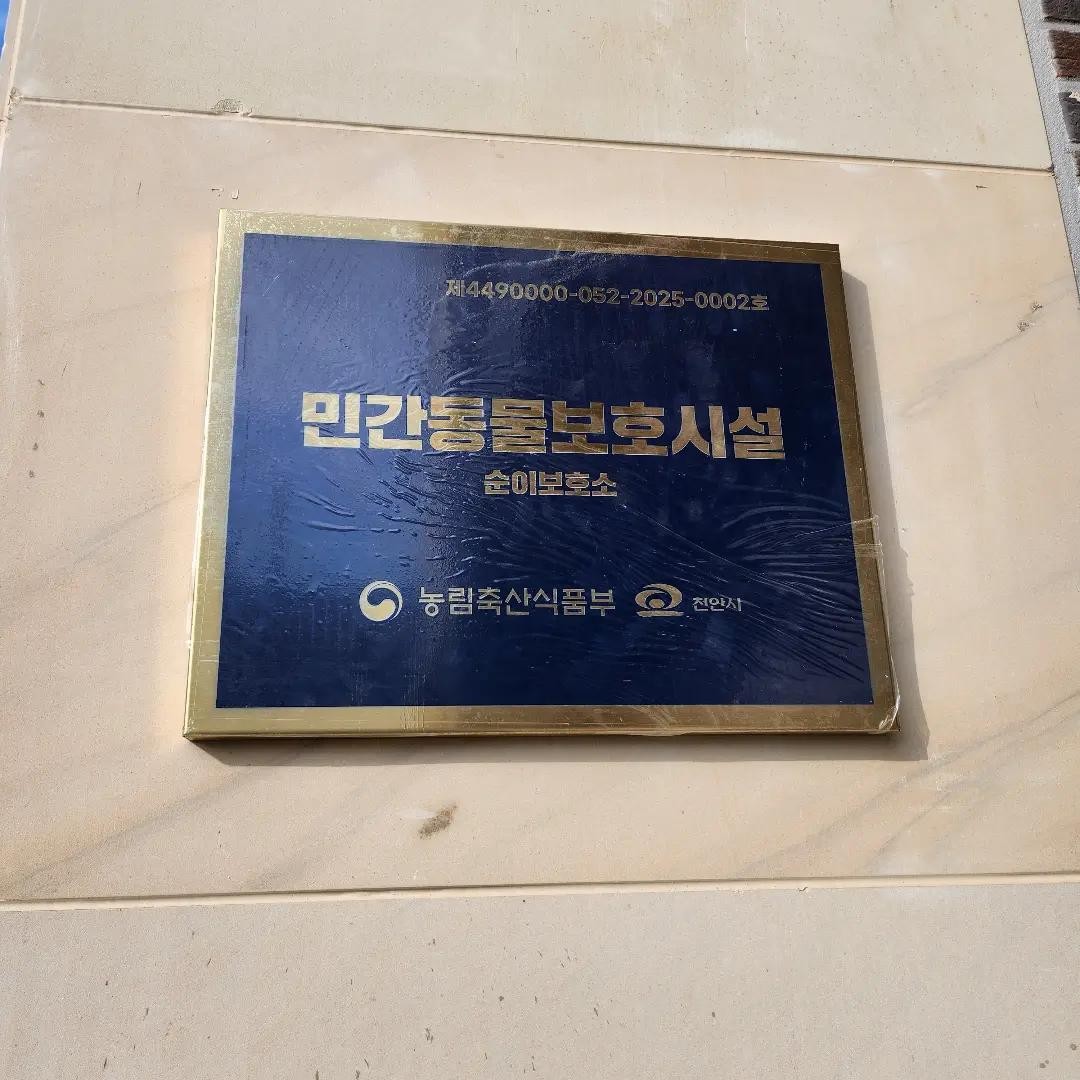 제4490000-052-2025-0002호
민간동물보호시설
순이보호소
농림축산식품부 천안시